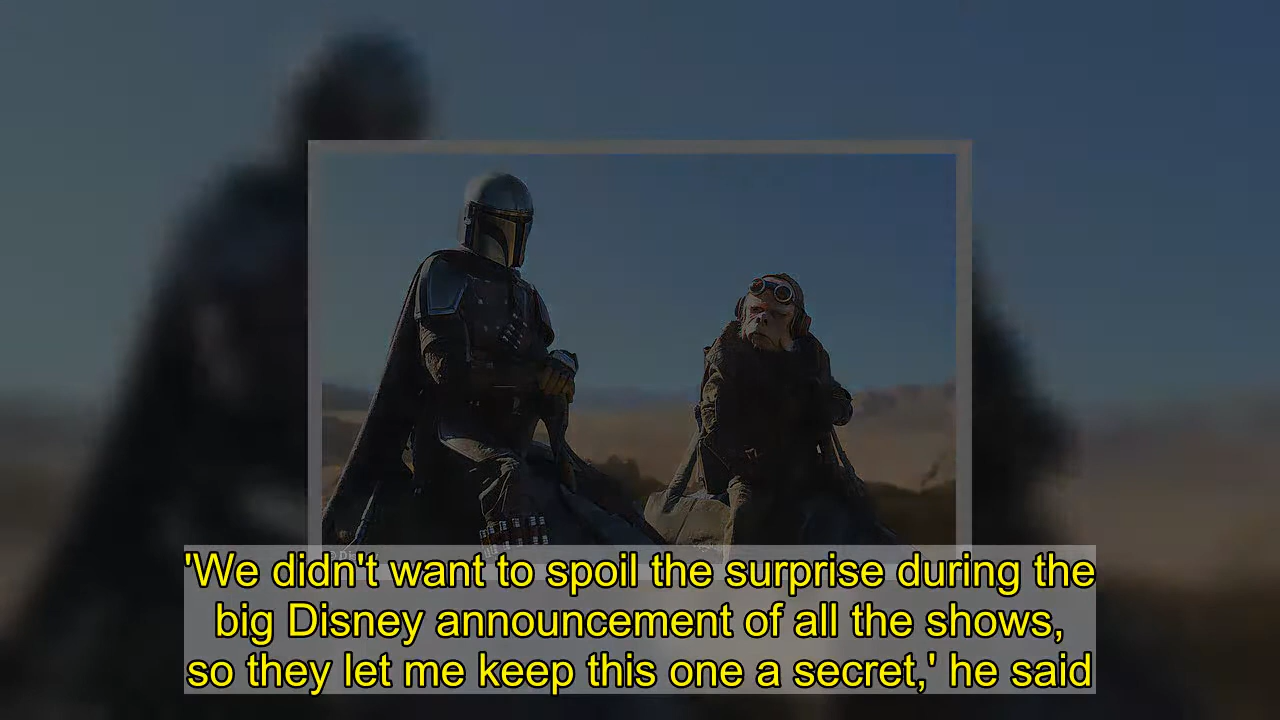 'We didn't want to spoil the surprise during the
big Disney announcement of all the shows,
so they let me keep this one a secret,' he said